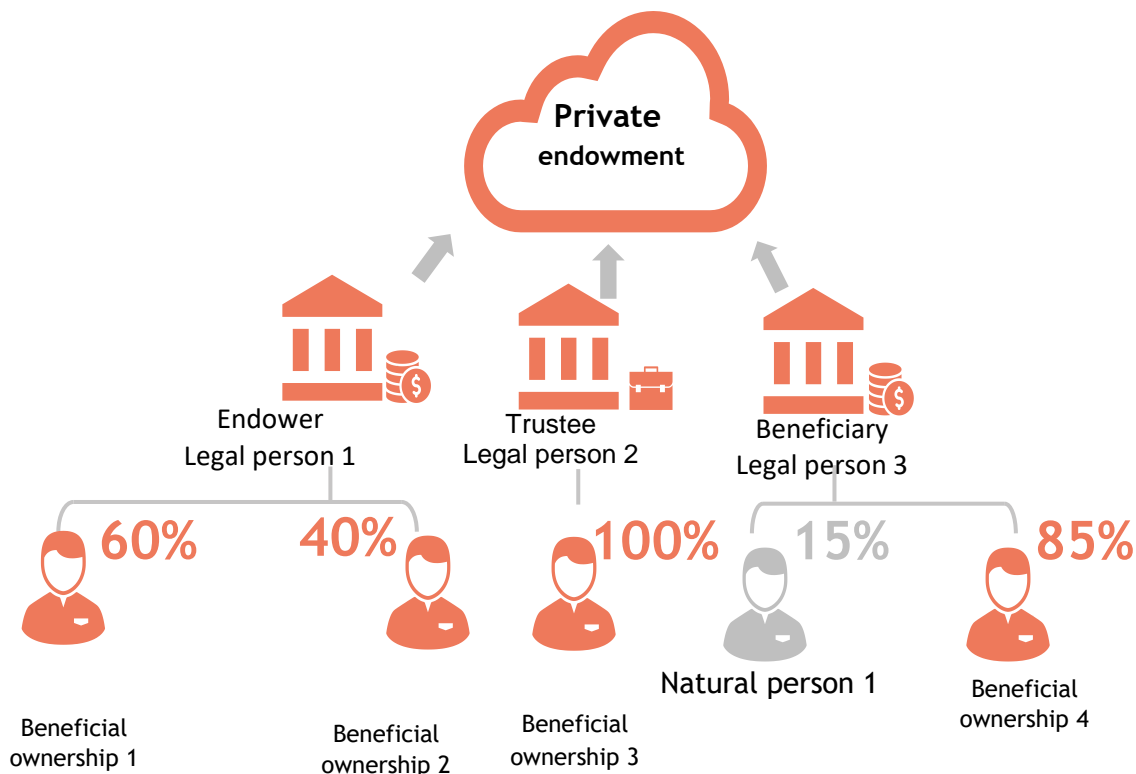 Private
endowment
$
$
Endower
Legal person 1
Trustee
Legal person 2
Beneficiary
Legal person 3
60%
40%
100%
15%
85%
Beneficial
ownership 1
Beneficial
ownership 2
Beneficial
ownership 3
Natural person 1
Beneficial
ownership 4